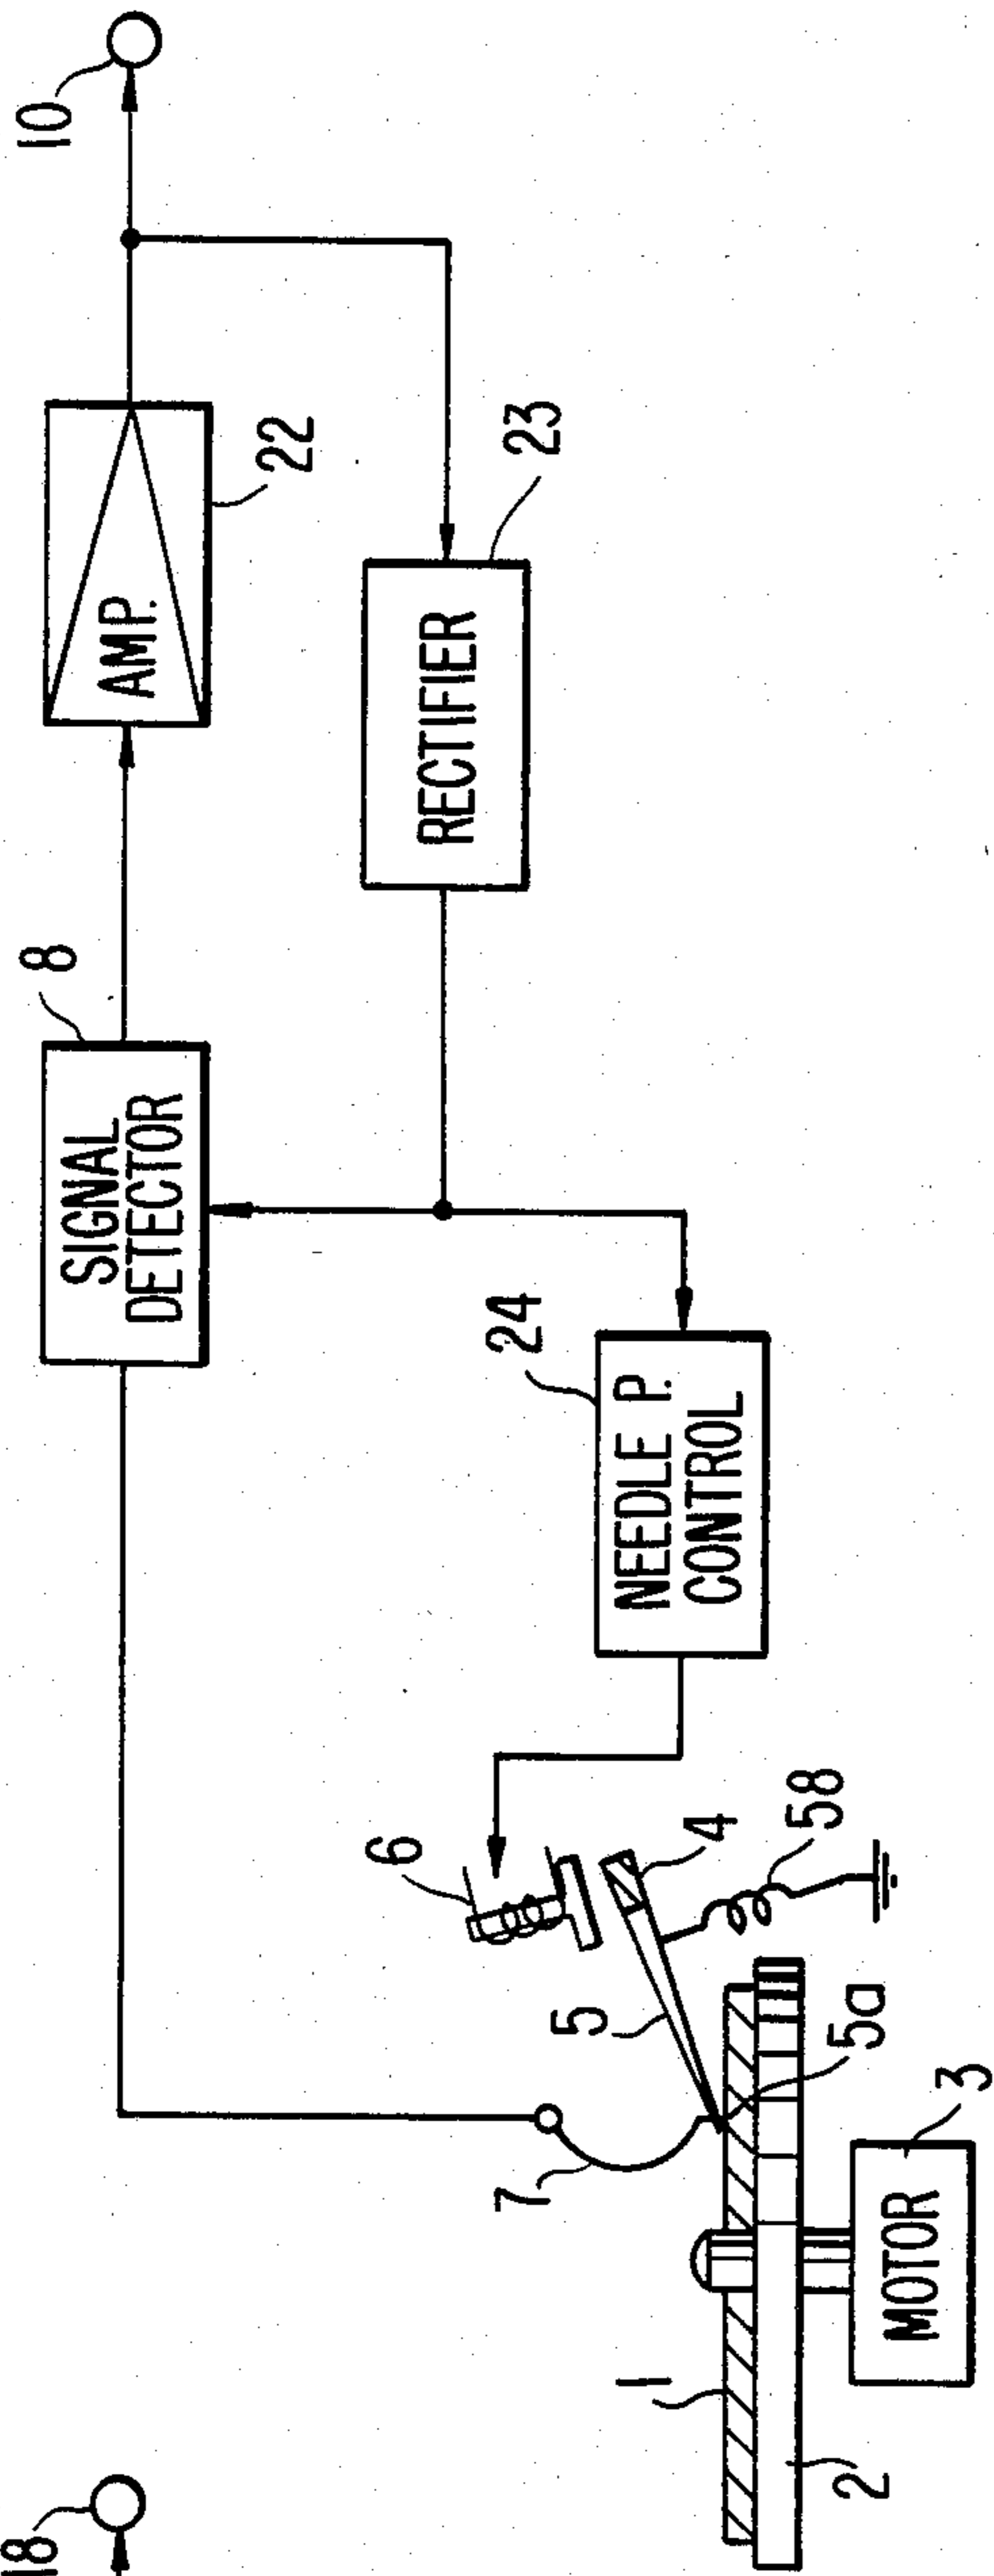 18
10
8
SIGNAL
DETECTOR
AMP.
22
7
5
6
24
NEEDLE P.
CONTROL
RECTIFIER
23
1
2
MOTOR
3
5a
4
58